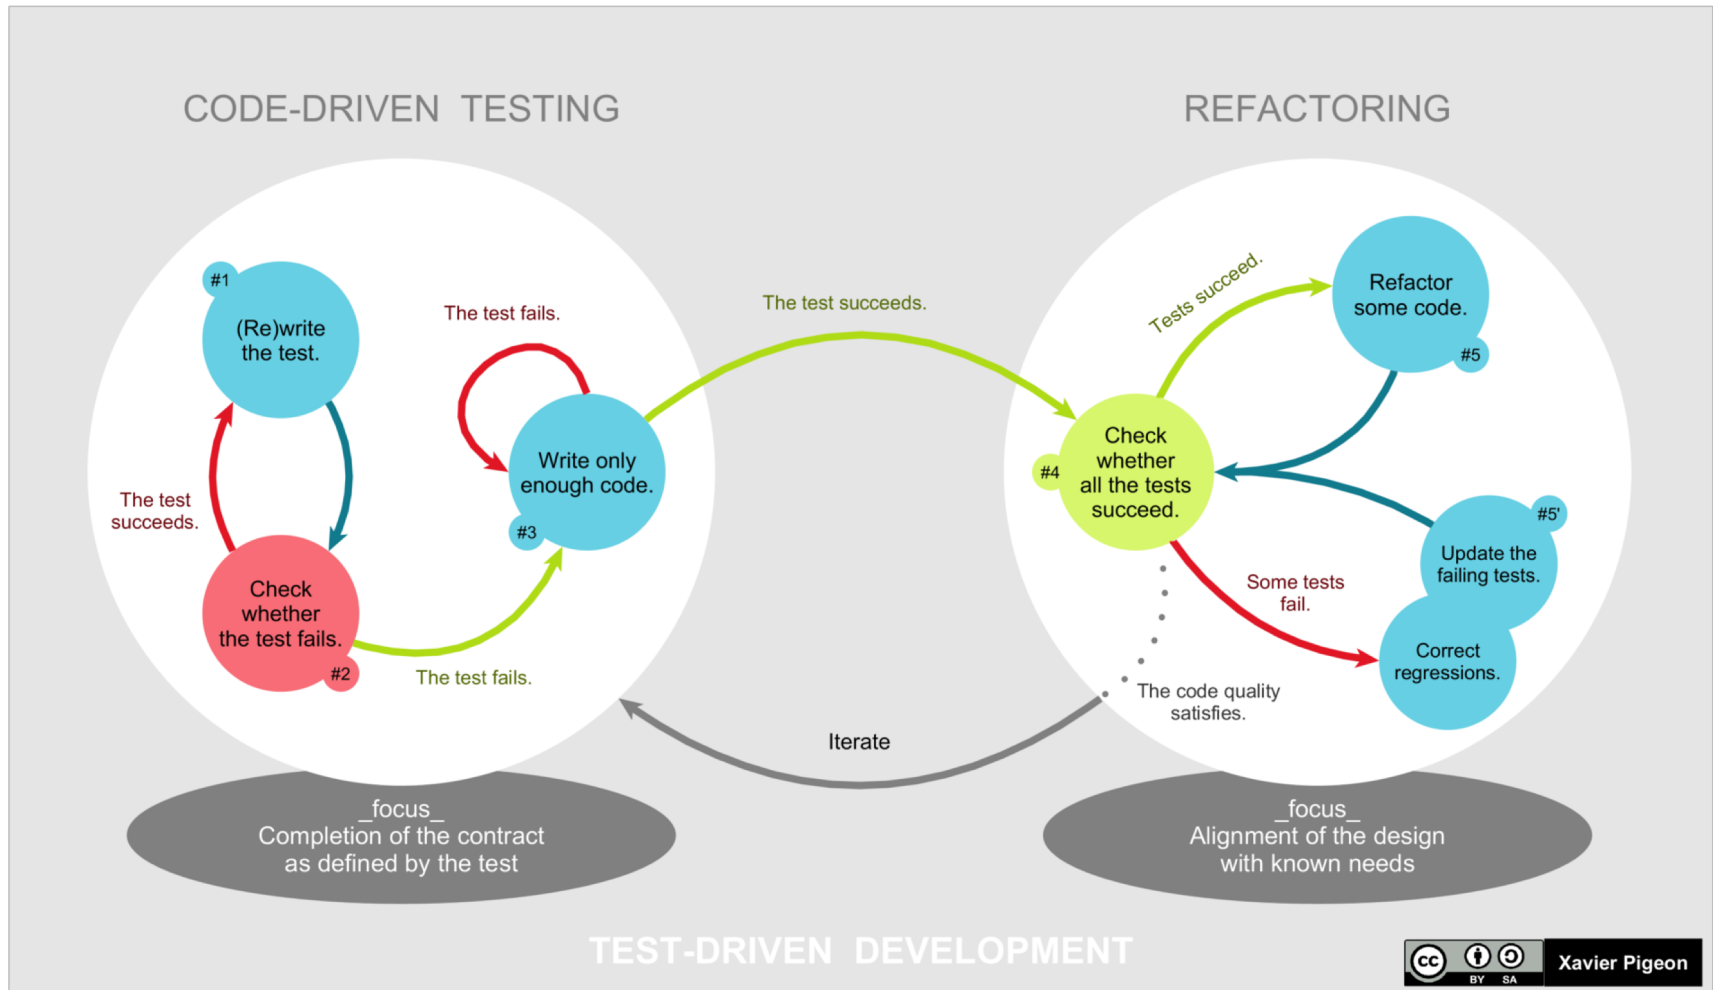 CODE-DRIVEN TESTING
REFACTORING
#1
(Re)write
the test.
The test
succeeds.
Check
whether
the test fails.
#2
The test fails.
The test fails.
Write only
enough code.
#3
The test succeeds.
Check
whether
all the tests
succeed.
#4
Tests succeed.
Refactor
some code.
#5
Some tests
fail.
#5'
Update the
failing tests.
Correct
regressions.
The code quality
satisfies.
Iterate
_focus_
Completion of the contract
as defined by the test
_focus_
Alignment of the design
with known needs
TEST-DRIVEN DEVELOPMENT
cc
BY SA
Xavier Pigeon